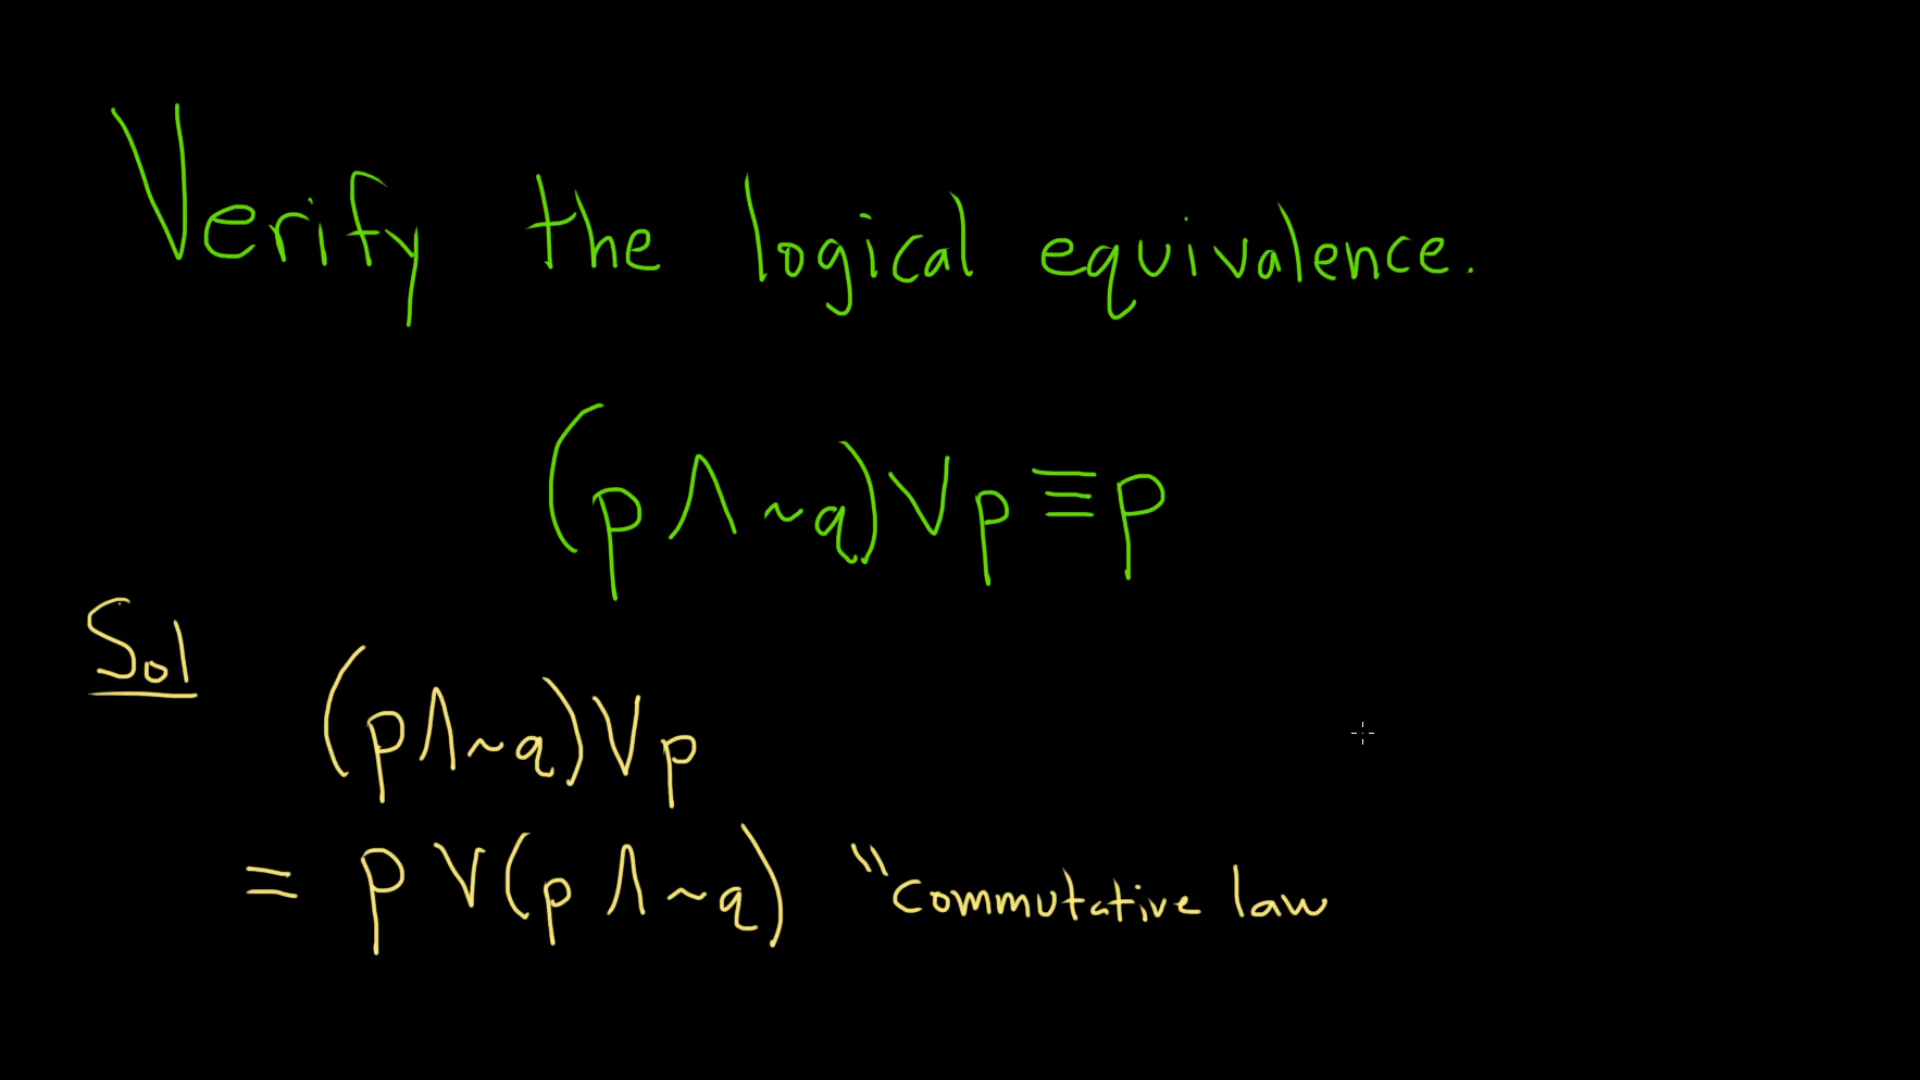 Verify the logical equivalence.
(p ∧ ~q) ∨ p ≡ p
Sol
(p ∧ ~q) ∨ p
= p ∨ (p ∧ ~q) "commutative law